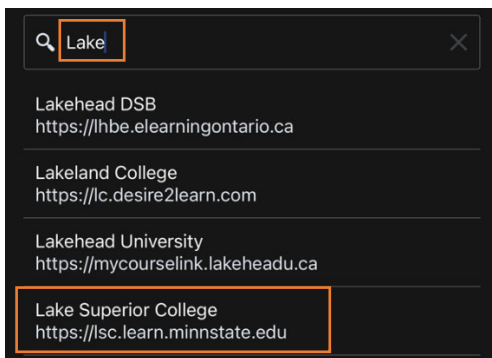 Lake
Lakehead DSB
https://lhbe.elearningontario.ca
Lakeland College
https://lc.desire2learn.com
Lakehead University
https://mycourselink.lakeheadu.ca
Lake Superior College
https://lsc.learn.minnstate.edu